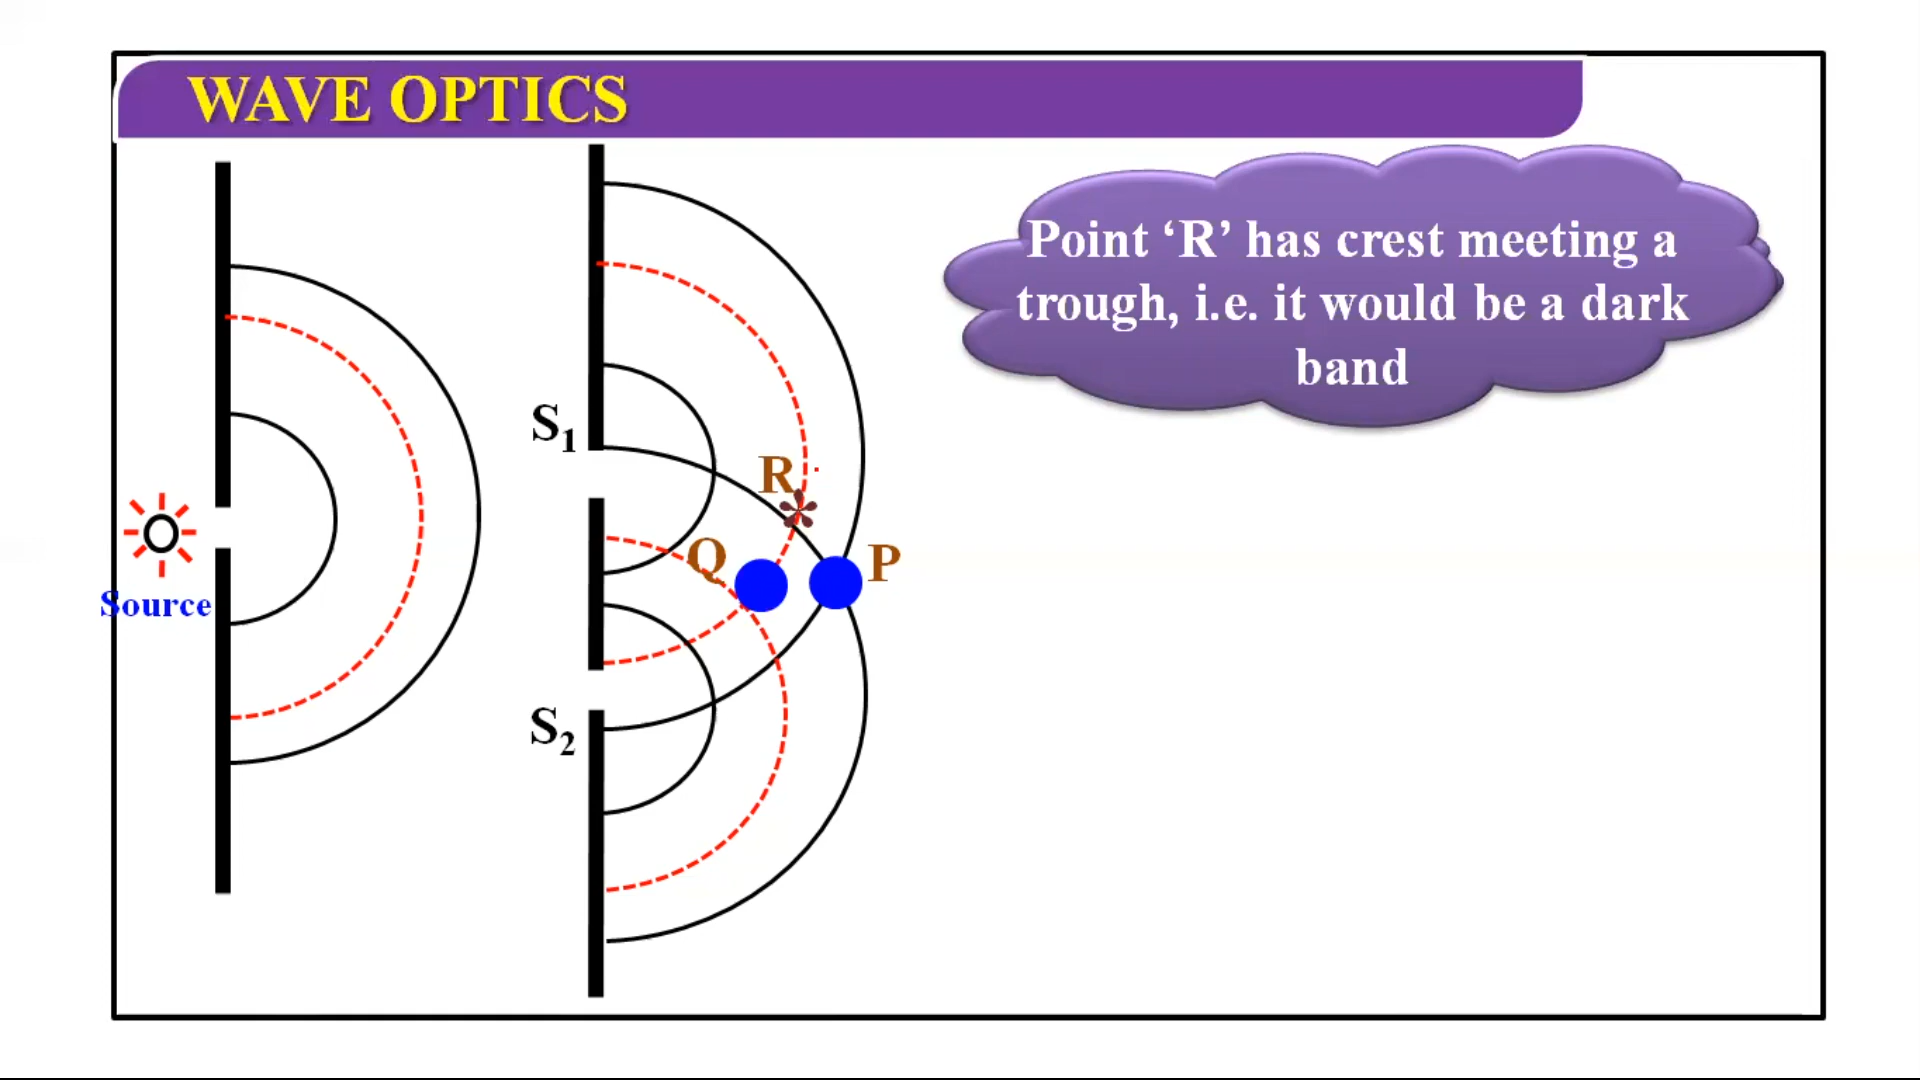 WAVE OPTICS
Point ‘R’ has crest meeting a
trough, i.e. it would be a dark
band
S₁
R
Q
P
Source
S₂